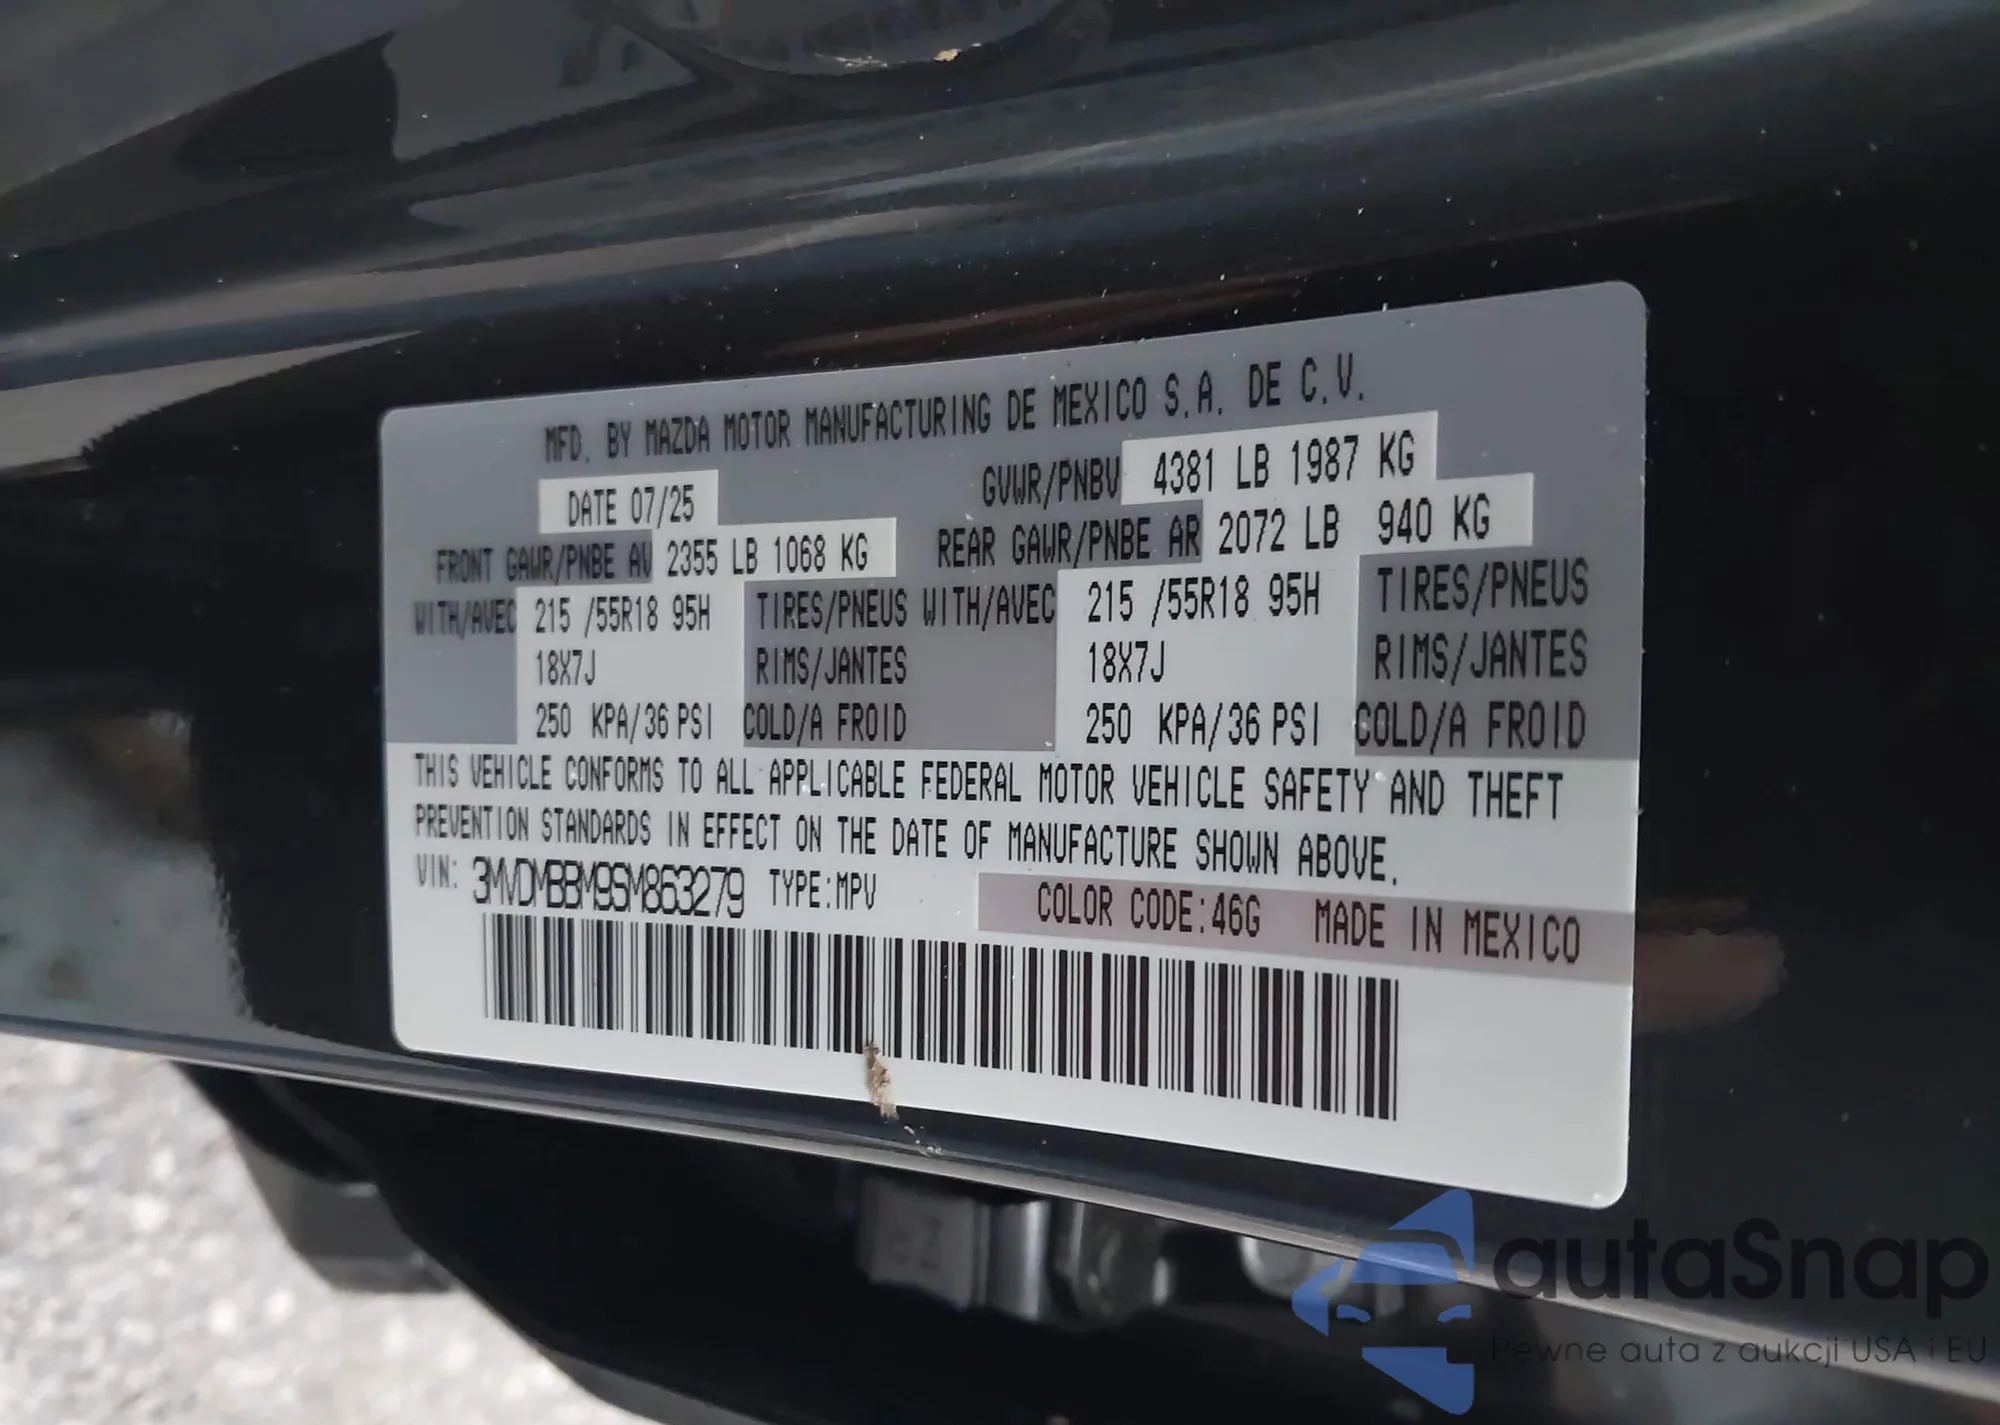 MFD. BY MAZDA MOTOR MANUFACTURING DE MEXICO S.A. DE C.V.
DATE 07/25 GVWR/PNBV 4381 LB 1987 KG
FRONT GAWR/PNBE AV 2355 LB 1068 KG REAR GAWR/PNBE AR 2072 LB 940 KG
WITH/AVEC 215 /55R18 95H TIRES/PNEUS WITH/AVEC 215 /55R18 95H TIRES/PNEUS
18X7J RIMS/JANTES 18X7J RIMS/JANTES
250 KPA/36 PSI COLD/A FROID 250 KPA/36 PSI COLD/A FROID
THIS VEHICLE CONFORMS TO ALL APPLICABLE FEDERAL MOTOR VEHICLE SAFETY AND THEFT
PREVENTION STANDARDS IN EFFECT ON THE DATE OF MANUFACTURE SHOWN ABOVE.
VIN: 3MVDMBBM9SM863279 TYPE:MPV COLOR CODE:46G MADE IN MEXICO
autaSnap
Pewne auta z aukcji USA i EU